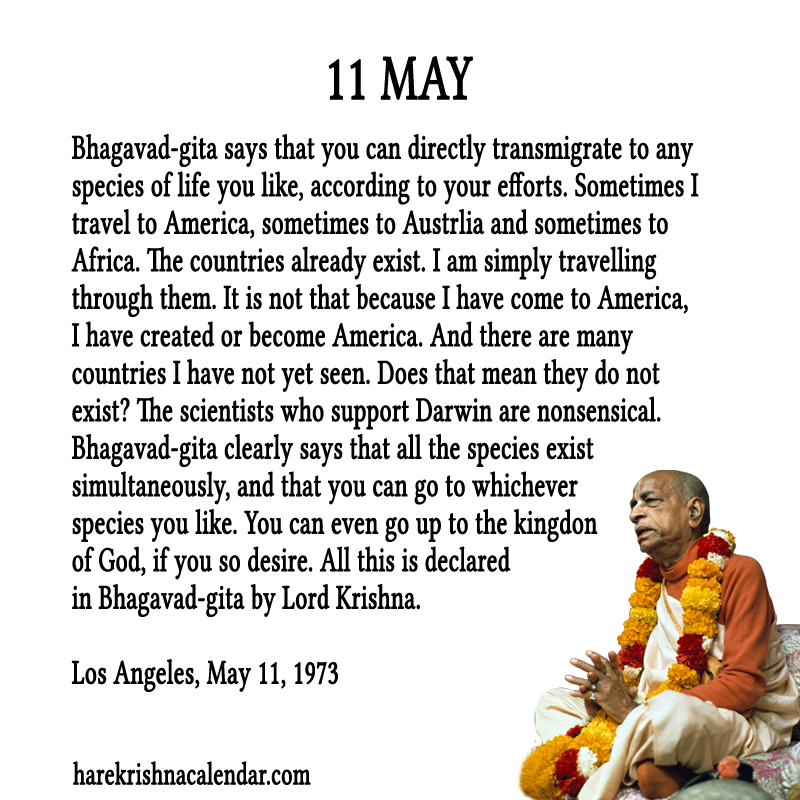 11 MAY
Bhagavad-gita says that you can directly transmigrate to any
species of life you like, according to your efforts. Sometimes I
travel to America, sometimes to Austrlia and sometimes to
Africa. The countries already exist. I am simply travelling
through them. It is not that because I have come to America,
I have created or become America. And there are many
countries I have not yet seen. Does that mean they do not
exist? The scientists who support Darwin are nonsensical.
Bhagavad-gita clearly says that all the species exist
simultaneously, and that you can go to whichever
species you like. You can even go up to the kingdon
of God, if you so desire. All this is declared
in Bhagavad-gita by Lord Krishna.
Los Angeles, May 11, 1973
harekrishnacalendar.com